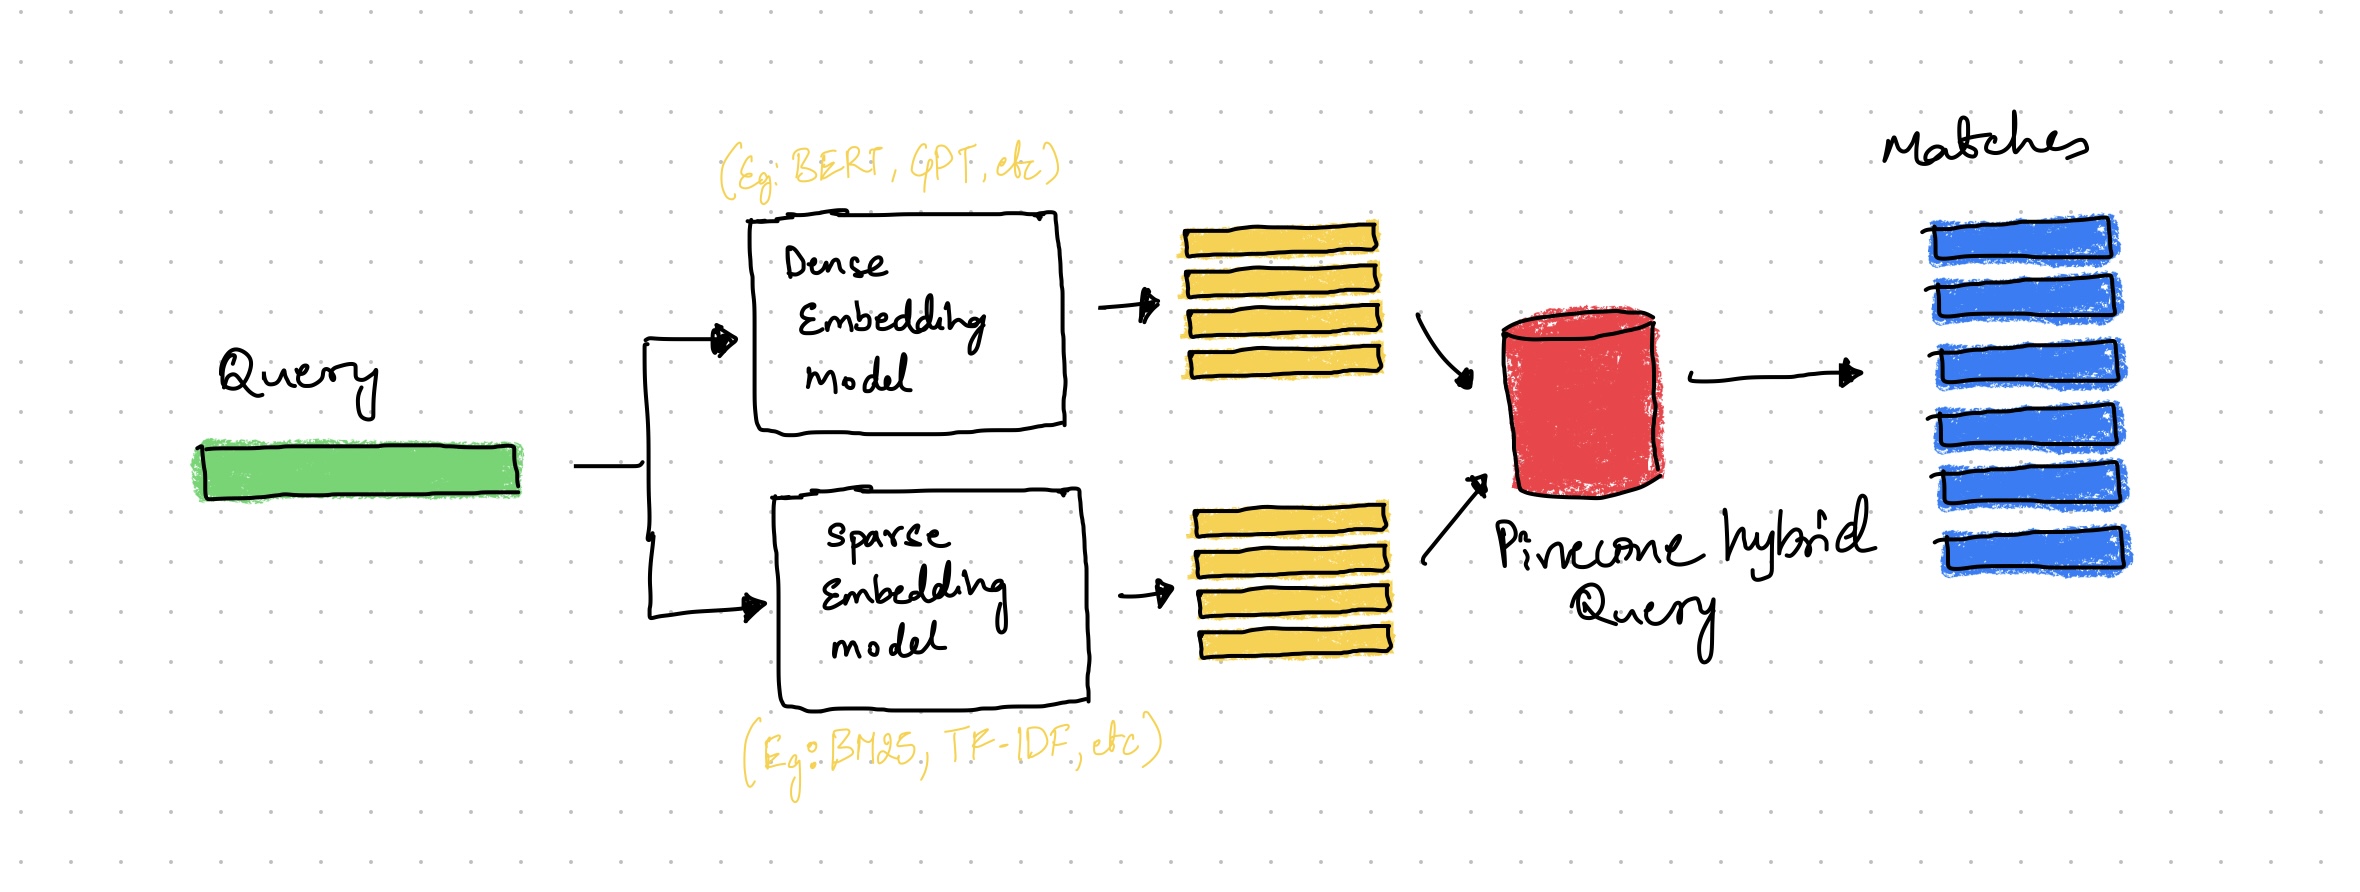 Query
(Eg: BERT, GPT, etc)
Dense
Embedding
Model
Sparse
Embedding
model
(Eg: BM25, TF-IDF, etc)
Pinecone hybrid
Query
Matches